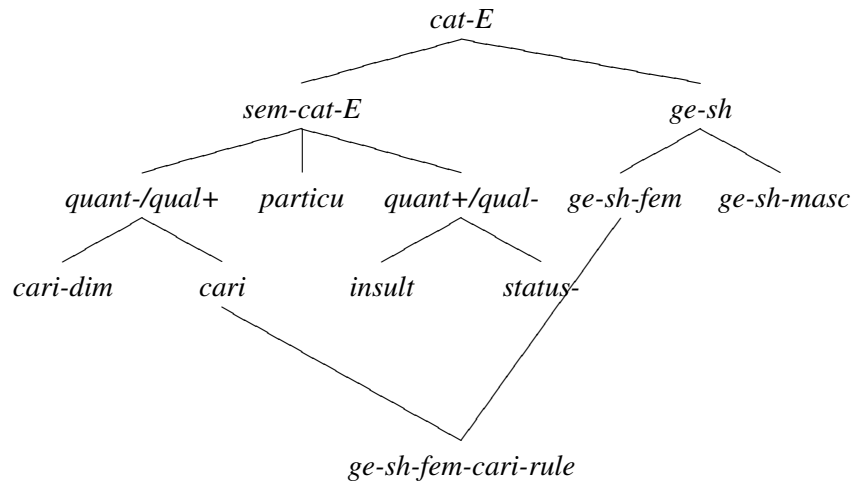 cat-E
sem-cat-E ge-sh
quant-/qual+ particu quant+/qual- ge-sh-fem ge-sh-masc
cari-dim cari insult status-
ge-sh-fem-cari-rule